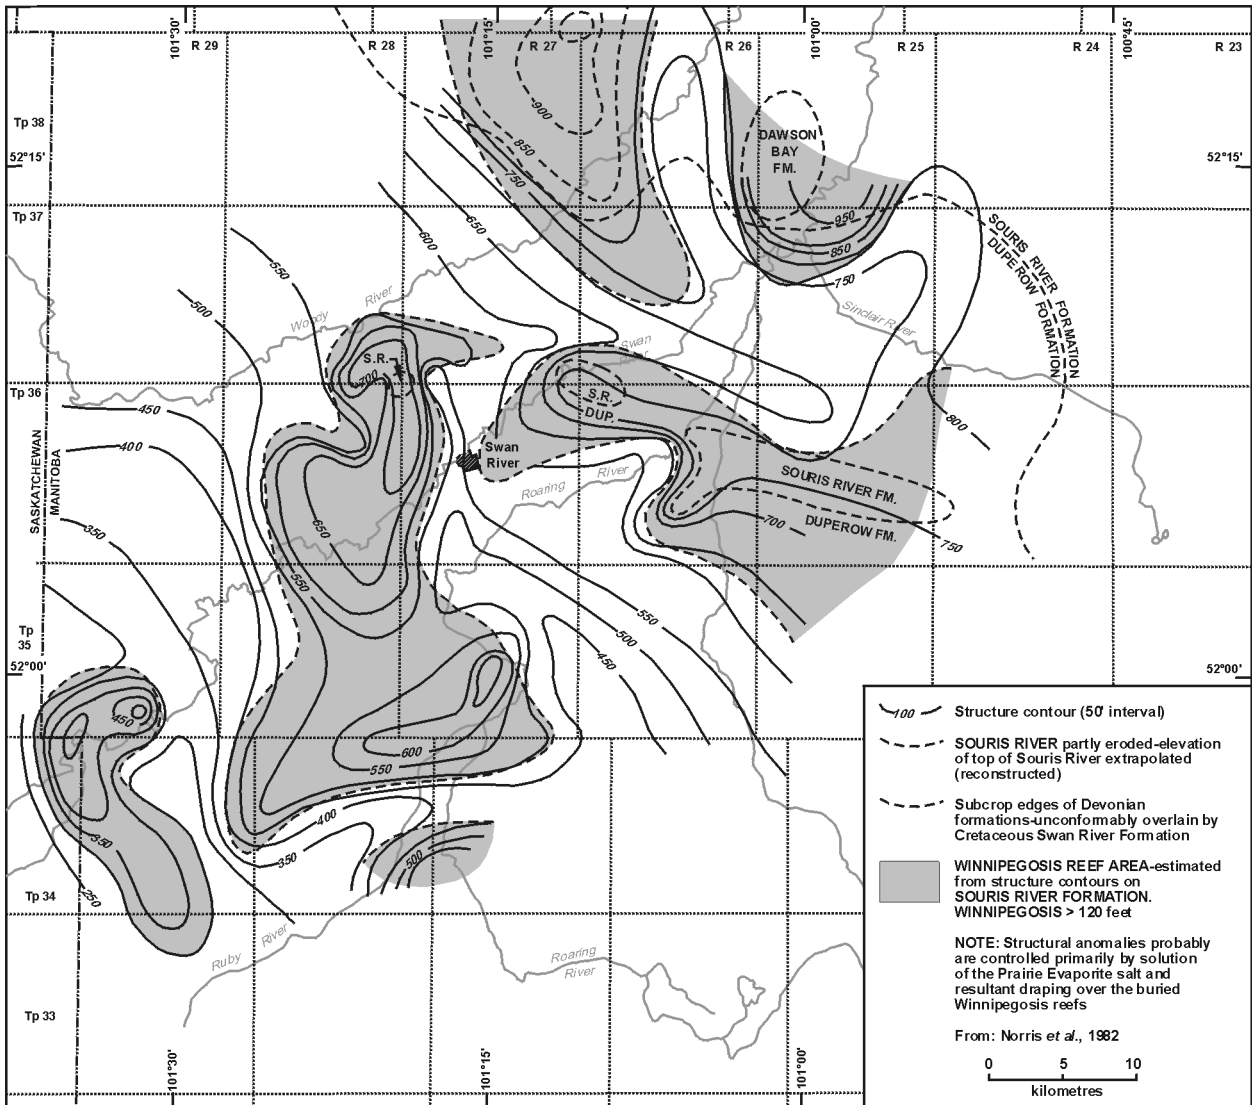 101°30'
R 29
R 28
101°15'
R 27
R 26
101°00'
R 25
R 24
100°45'
R 23
Tp 38
52°15'
52°15'
900
850
750
DAWSON
BAY
FM.
Tp 37
950
850
750
650
600
550
500
SOURIS RIVER FORMATION
DUPEROW FORMATION
Woody River
Sinclair River
Swan River
S.R.
700
S.R.
DUP.
Tp 36
450
400
800
SASKATCHEWAN
MANITOBA
Swan
River
Roaring River
SOURIS RIVER FM.
DUPEROW FM.
700
750
650
350
550
550
500
450
Tp
35
52°00'
52°00'
450
600
550
400
350
350
500
250
Tp 34
Ruby River
Roaring
River
Tp 33
101°30'
101°15'
101°00'
100
Structure contour (50' interval)
SOURIS RIVER partly eroded-elevation
of top of Souris River extrapolated
(reconstructed)
Subcrop edges of Devonian
formations-unconformably overlain by
Cretaceous Swan River Formation
WINNIPEGOSIS REEF AREA-estimated
from structure contours on
SOURIS RIVER FORMATION.
WINNIPEGOSIS > 120 feet
NOTE: Structural anomalies probably
are controlled primarily by solution
of the Prairie Evaporite salt and
resultant draping over the buried
Winnipegosis reefs
From: Norris et al., 1982
0 5 10
kilometres